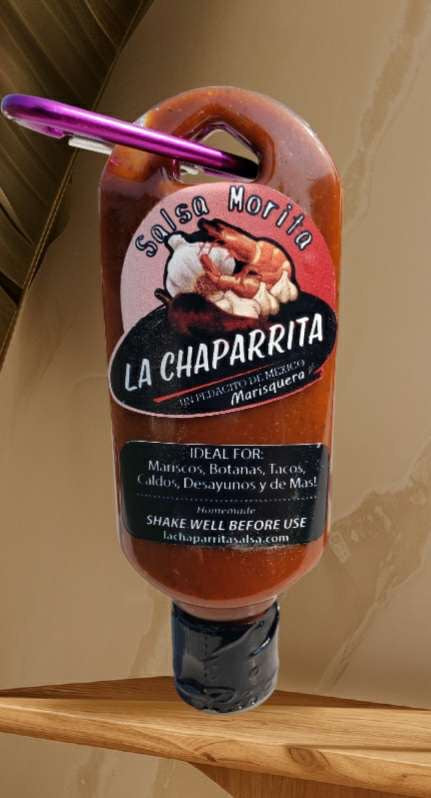 Salsa Morita
LA CHAPARRITA
UN PEDACITO DE MEXICO
Marisquera
IDEAL FOR:
Mariscos, Botanas, Tacos,
Caldos, Desayunos y de Mas!
Homemade
SHAKE WELL BEFORE USE
lachaparritasalsa.com